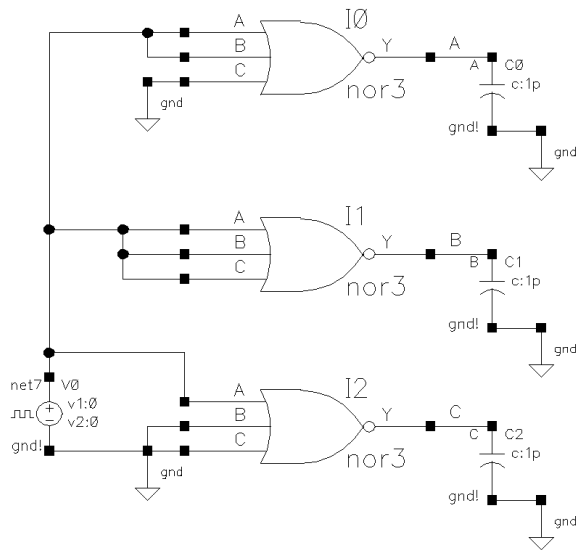 A
B
C
I0
Y
nor3
gnd
A
A
C0
c:1p
gnd!
gnd
A
B
C
I1
Y
nor3
B
B
C1
c:1p
gnd!
gnd
net7
V0
v1:0
v2:0
gnd!
A
B
C
I2
Y
nor3
gnd
C
C
C2
c:1p
gnd!
gnd